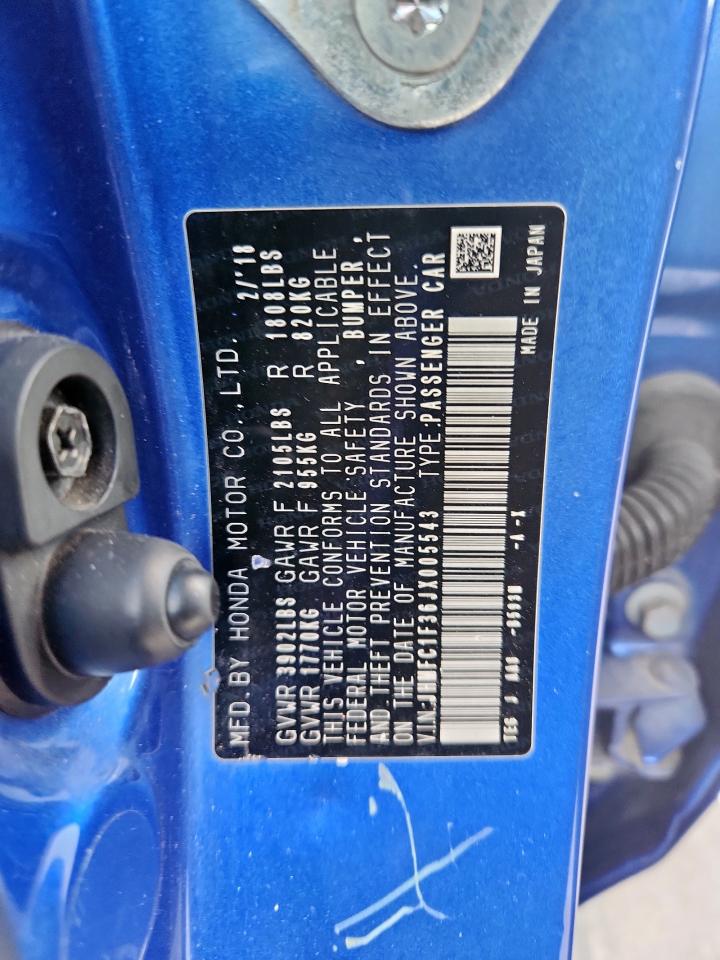 MFD.BY HONDA MOTOR CO.,LTD. 2/'18
GVWR 3902LBS GAWR F 2105LBS R 1808LBS
GVWR 1770KG GAWR F 955KG R 820KG
THIS VEHICLE CONFORMS TO ALL APPLICABLE
FEDERAL MOTOR VEHICLE SAFETY, BUMPER,
AND THEFT PREVENTION STANDARDS IN EFFECT
ON THE DATE OF MANUFACTURE SHOWN ABOVE.
V.I.N.:JHMFC1F36JX005543 TYPE:PASSENGER CAR
-A -X MADE IN JAPAN